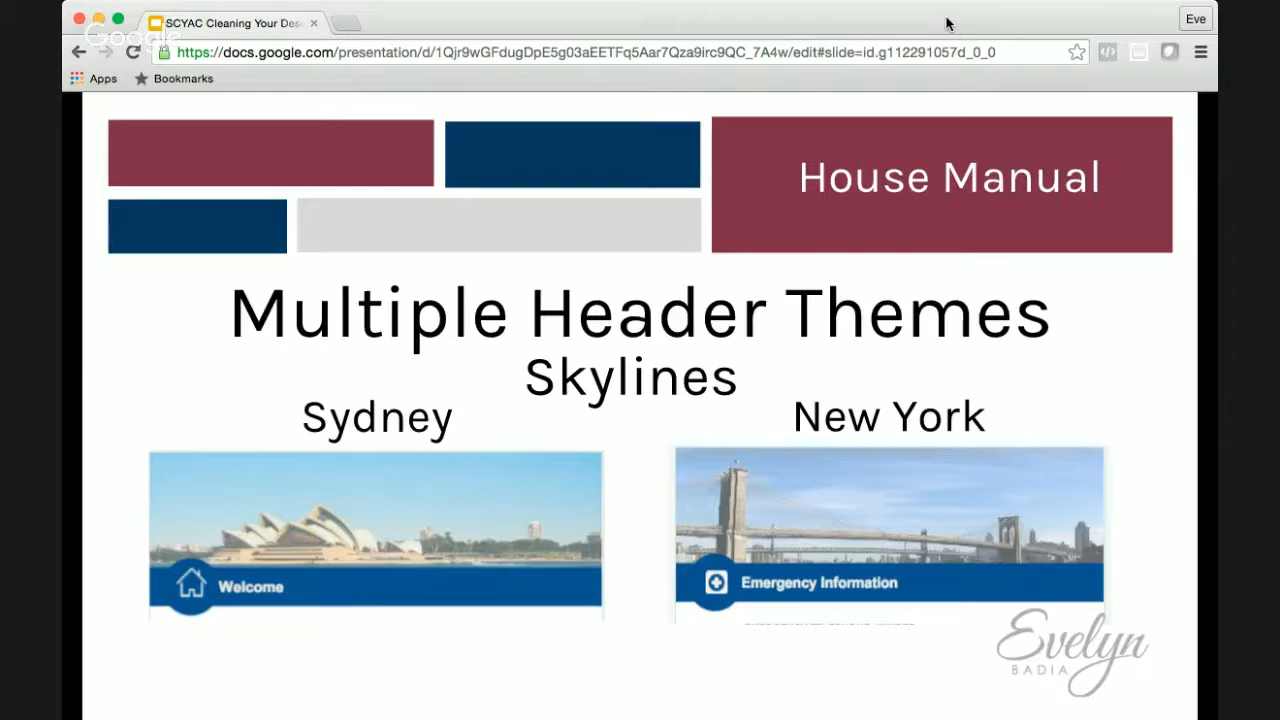 SCYAC Cleaning Your Des
Eve
Google
https://docs.google.com/presentation/d/1Qjr9wGFdugDpE5g03aEETFq5Aar7Qza9irc9QC_7A4w/edit#slide=id.g112291057d_0_0
Apps Bookmarks
House Manual
Multiple Header Themes
Skylines
Sydney New York
Welcome Emergency Information
Evelyn
BADIA